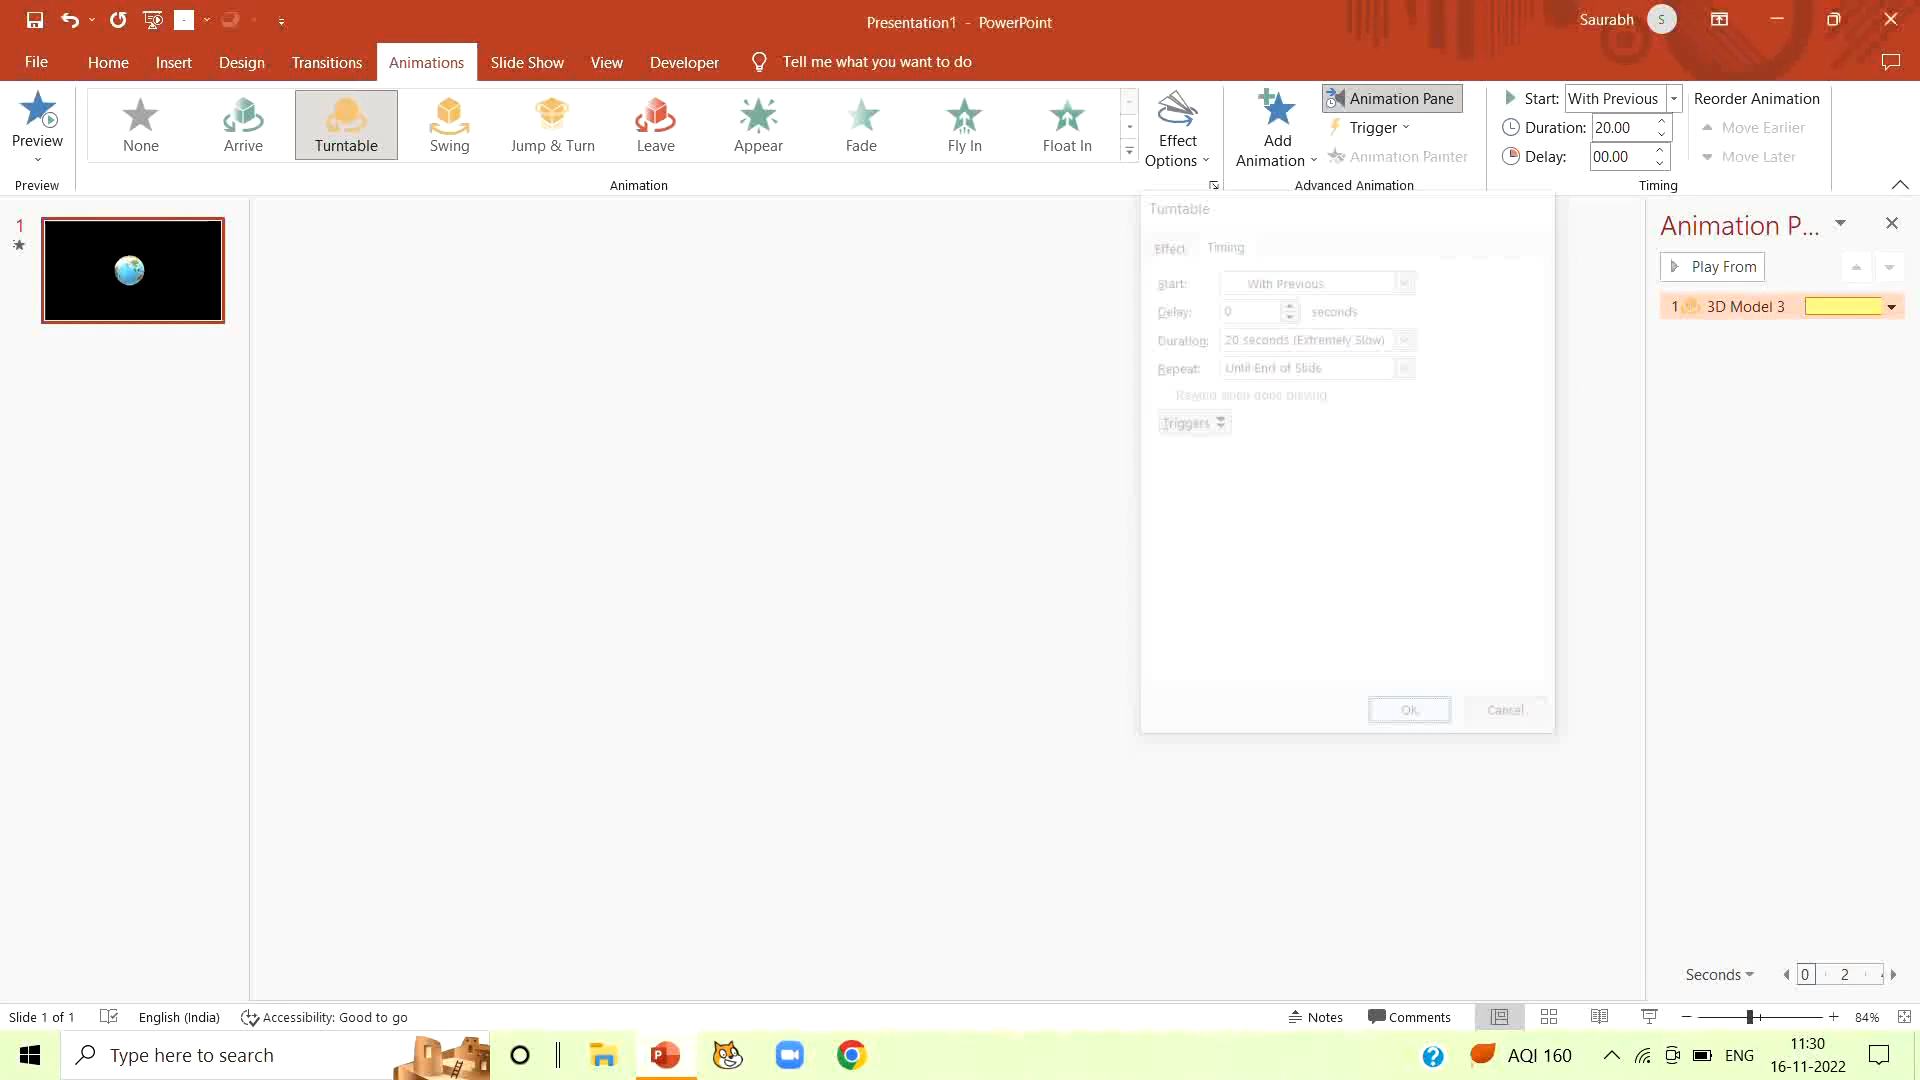 Presentation1 - PowerPoint
Saurabh
S
File
Home
Insert
Design
Transitions
Animations
Slide Show
View
Developer
Tell me what you want to do
Preview
None
Arrive
Turntable
Swing
Jump & Turn
Leave
Appear
Fade
Fly In
Float In
Effect
Options
Add
Animation
Animation Pane
Trigger
Animation Painter
Start: With Previous
Duration: 20.00
Delay: 00.00
Reorder Animation
Move Earlier
Move Later
Preview
Animation
Advanced Animation
Timing
1
Turntable
Effect
Timing
Start: With Previous
Delay: 0 seconds
Duration: 20 seconds (Extremely Slow)
Repeat: Until End of Slide
Rewind when done playing
Triggers
OK
Cancel
Animation P...
Play From
1 3D Model 3
Seconds
0
2
Slide 1 of 1
English (India)
Accessibility: Good to go
Notes
Comments
84%
Type here to search
AQI 160
ENG
11:30
16-11-2022